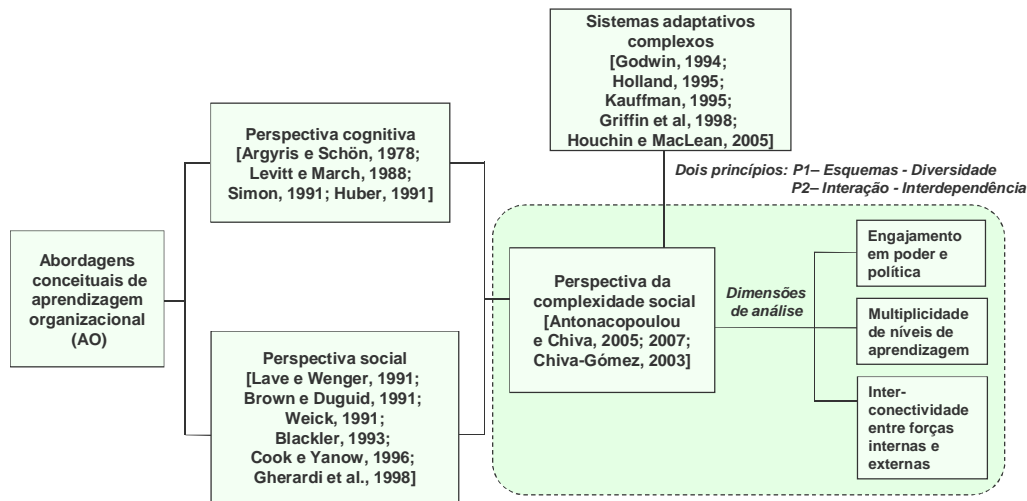 Abordagens
conceituais de
aprendizagem
organizacional
(AO)
Perspectiva cognitiva
[Argyris e Schön, 1978;
Levitt e March, 1988;
Simon, 1991; Huber, 1991]
Perspectiva social
[Lave e Wenger, 1991;
Brown e Duguid, 1991;
Weick, 1991;
Blackler, 1993;
Cook e Yanow, 1996;
Gherardi et al., 1998]
Sistemas adaptativos
complexos
[Godwin, 1994;
Holland, 1995;
Kauffman, 1995;
Griffin et al, 1998;
Houchin e MacLean, 2005]
Dois princípios: P1– Esquemas - Diversidade
P2– Interação - Interdependência
Perspectiva da
complexidade social
[Antonacopoulou
e Chiva, 2005; 2007;
Chiva-Gómez, 2003]
Dimensões
de análise
Engajamento
em poder e
política
Multiplicidade
de níveis de
aprendizagem
Inter-
conectividade
entre forças
internas e
externas